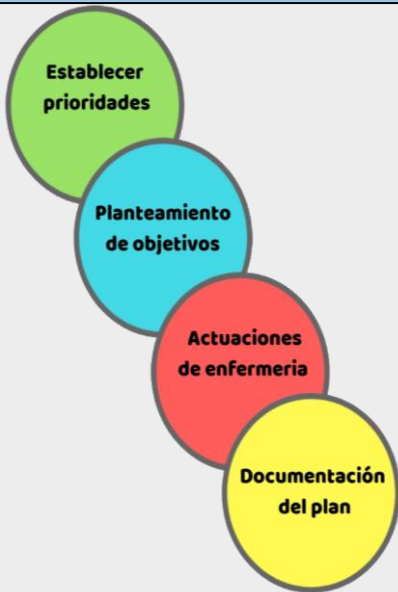 Establecer
prioridades
Planteamiento
de objetivos
Actuaciones
de enfermeria
Documentación
del plan